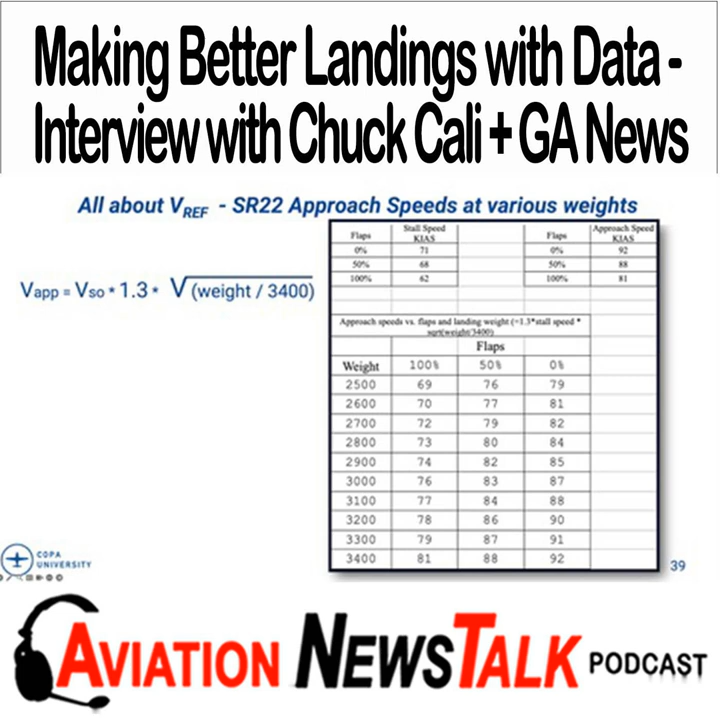 Making Better Landings with Data -
Interview with Chuck Cali + GA News
All about VREF - SR22 Approach Speeds at various weights
Vapp = Vso * 1.3 * √(weight / 3400)
Flaps Stall Speed KIAS Flaps Approach Speed KIAS
0% 71 0% 92
50% 68 50% 88
100% 62 100% 81
Approach speeds vs. flaps and landing weight (=1.3*stall speed *
sqrt(weight/3400)
Flaps
Weight 100% 50% 0%
2500 69 76 79
2600 70 77 81
2700 72 79 82
2800 73 80 84
2900 74 82 85
3000 76 83 87
3100 77 84 88
3200 78 86 90
3300 79 87 91
3400 81 88 92
COPA
UNIVERSITY
39
AVIATION NEWSTALK PODCAST